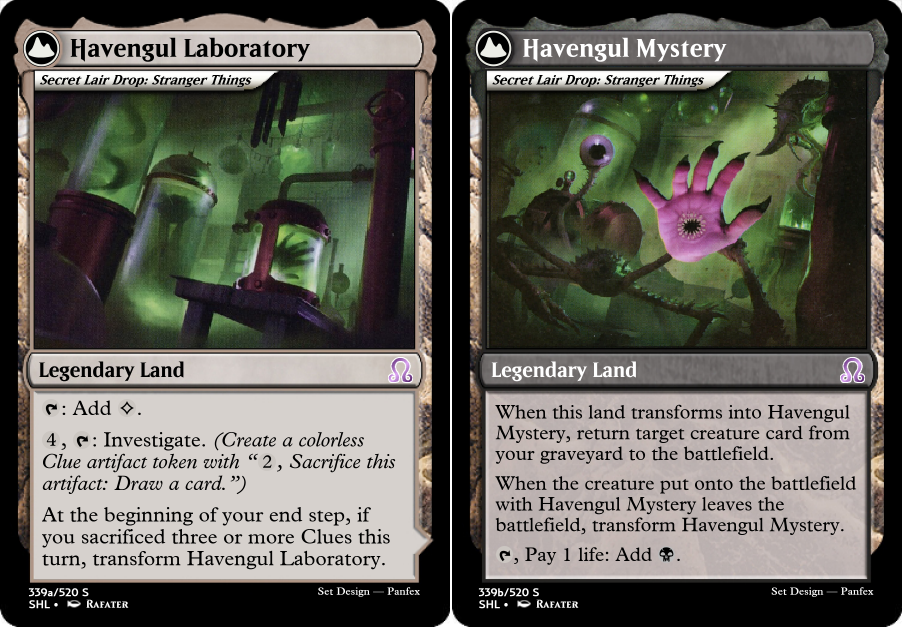 Havengul Laboratory
Secret Lair Drop: Stranger Things
Legendary Land
: Add .
4, : Investigate. (Create a colorless
Clue artifact token with “2, Sacrifice this
artifact: Draw a card.”)
At the beginning of your end step, if
you sacrificed three or more Clues this
turn, transform Havengul Laboratory.
339a/520 S
SHL • RAFATER
Set Design — Panfex
Havengul Mystery
Secret Lair Drop: Stranger Things
Legendary Land
When this land transforms into Havengul
Mystery, return target creature card from
your graveyard to the battlefield.
When the creature put onto the battlefield
with Havengul Mystery leaves the
battlefield, transform Havengul Mystery.
, Pay 1 life: Add .
339b/520 S
SHL • RAFATER
Set Design — Panfex